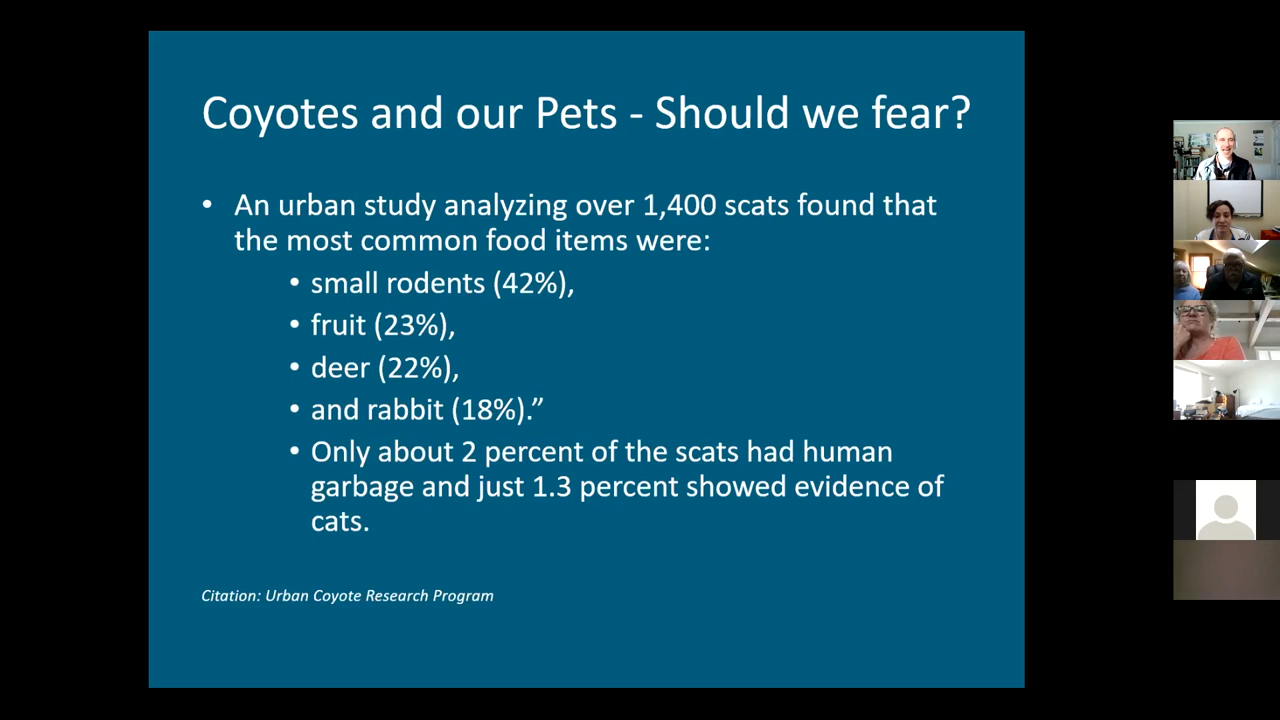 Coyotes and our Pets - Should we fear?
• An urban study analyzing over 1,400 scats found that
the most common food items were:
• small rodents (42%),
• fruit (23%),
• deer (22%),
• and rabbit (18%).”
• Only about 2 percent of the scats had human
garbage and just 1.3 percent showed evidence of
cats.
Citation: Urban Coyote Research Program